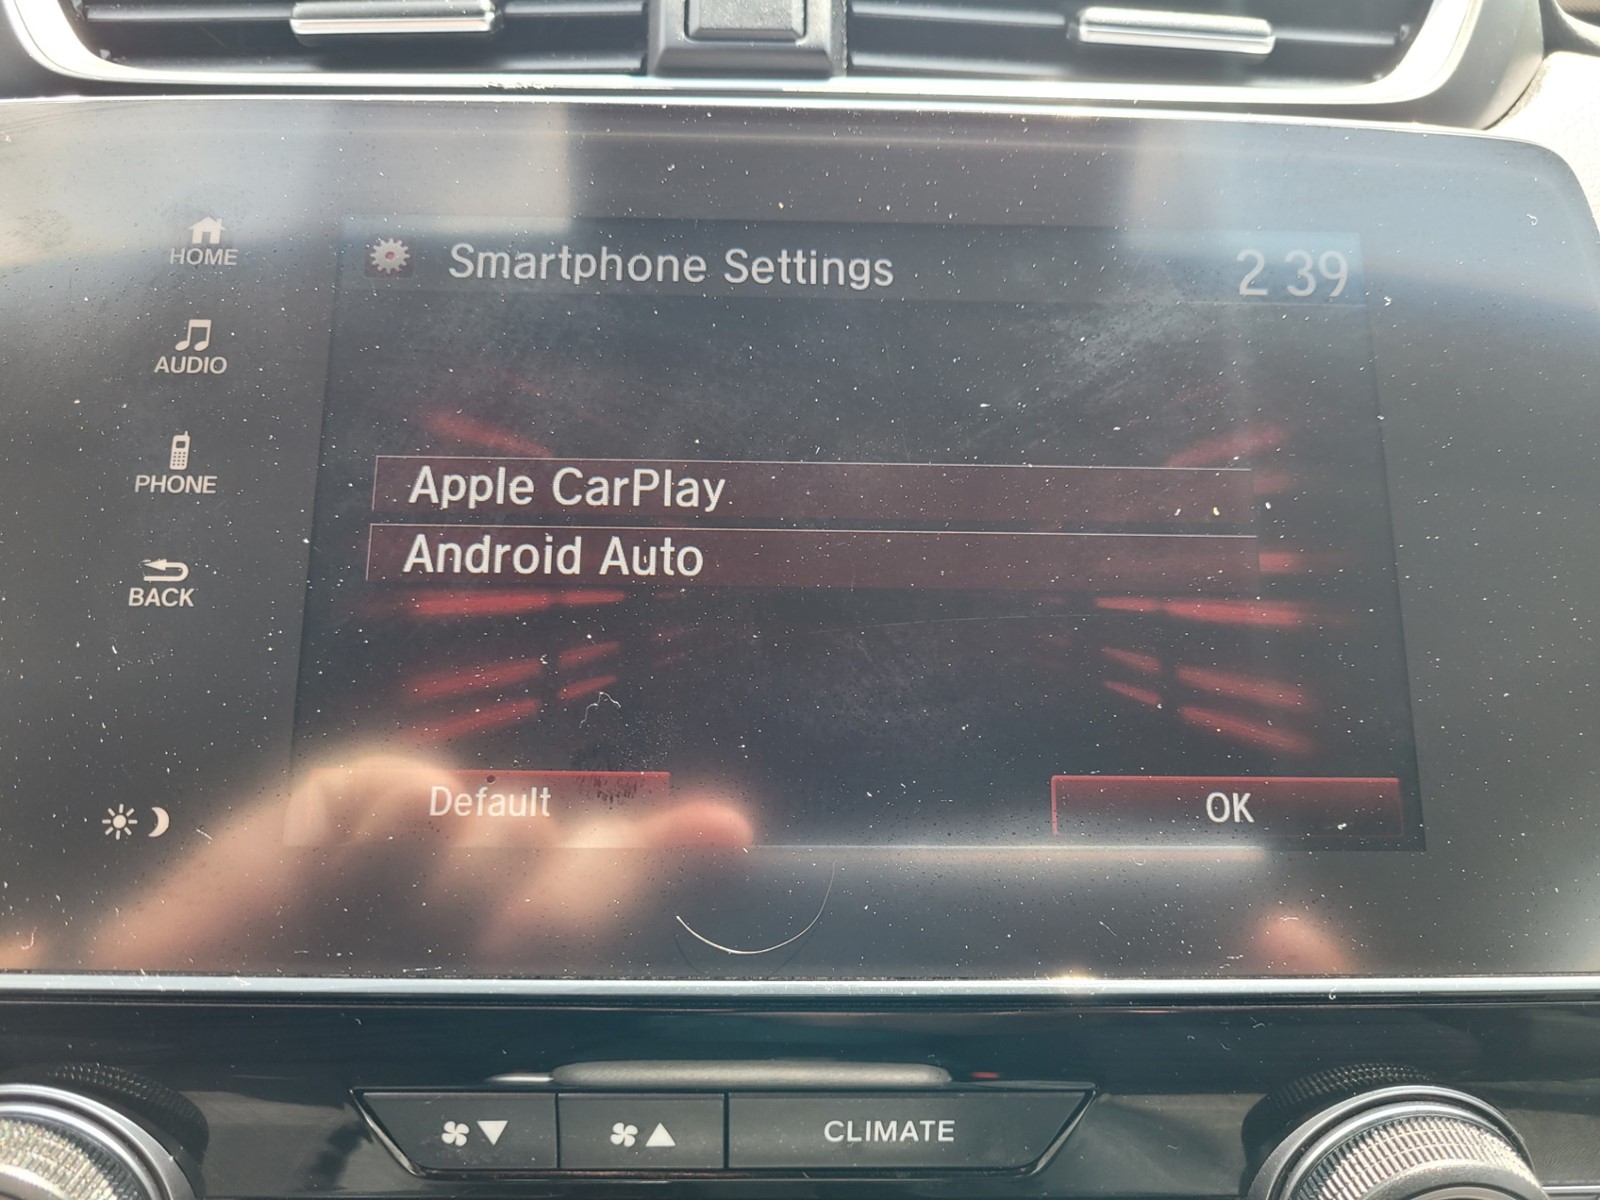 HOME
AUDIO
PHONE
BACK
Smartphone Settings
2 39
Apple CarPlay
Android Auto
Default
OK
CLIMATE